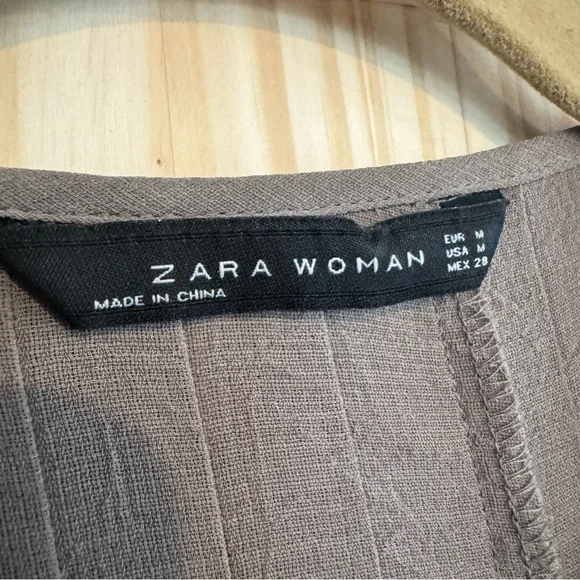 ZARA WOMAN
MADE IN CHINA
EUR M
USA M
MEX 28